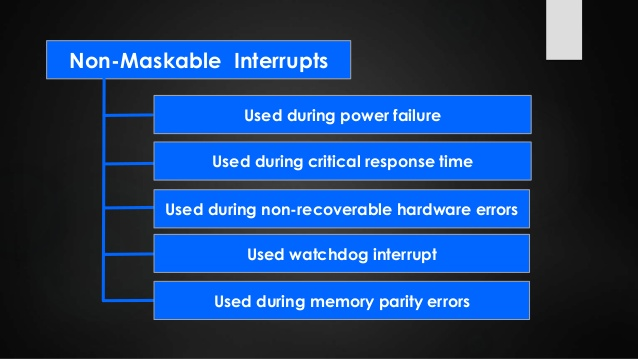 Non-Maskable Interrupts
Used during power failure
Used during critical response time
Used during non-recoverable hardware errors
Used watchdog interrupt
Used during memory parity errors